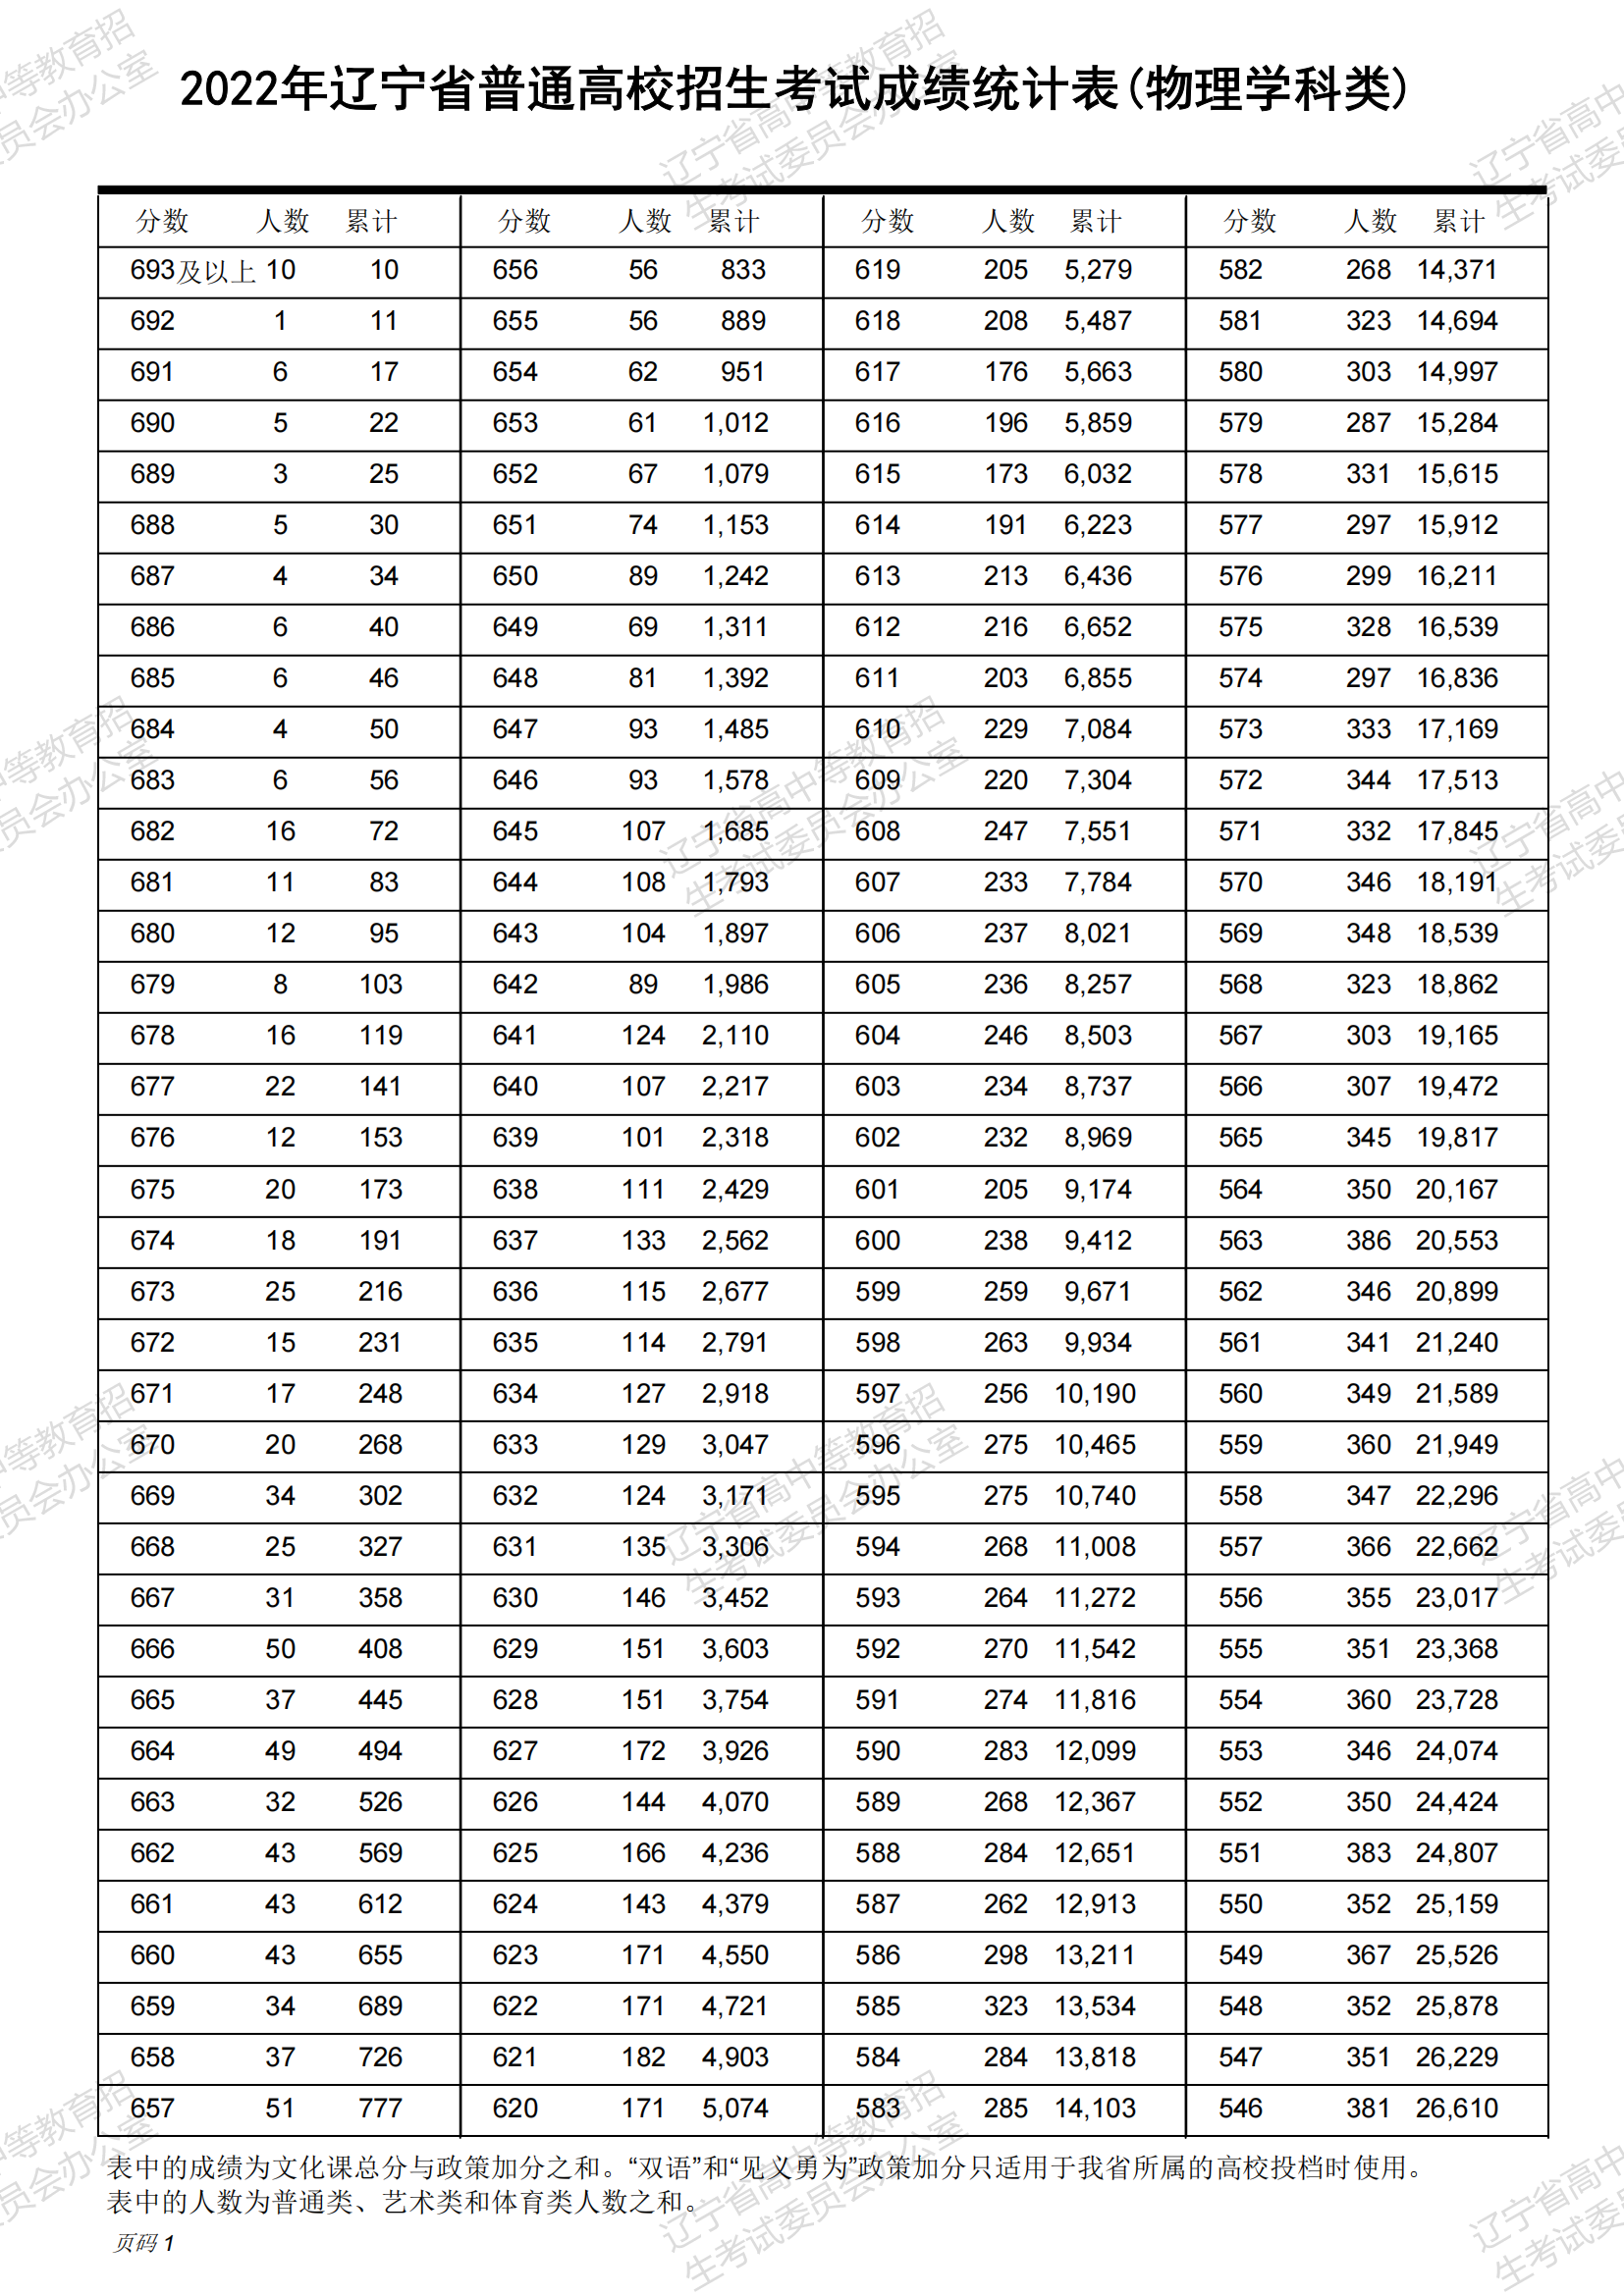 2022年辽宁省普通高校招生考试成绩统计表(物理学科类)
分数 人数 累计 分数 人数 累计 分数 人数 累计 分数 人数 累计
693及以上 10 10 656 56 833 619 205 5,279 582 268 14,371
692 1 11 655 56 889 618 208 5,487 581 323 14,694
691 6 17 654 62 951 617 176 5,663 580 303 14,997
690 5 22 653 61 1,012 616 196 5,859 579 287 15,284
689 3 25 652 67 1,079 615 173 6,032 578 331 15,615
688 5 30 651 74 1,153 614 191 6,223 577 297 15,912
687 4 34 650 89 1,242 613 213 6,436 576 299 16,211
686 6 40 649 69 1,311 612 216 6,652 575 328 16,539
685 6 46 648 81 1,392 611 203 6,855 574 297 16,836
684 4 50 647 93 1,485 610 229 7,084 573 333 17,169
683 6 56 646 93 1,578 609 220 7,304 572 344 17,513
682 16 72 645 107 1,685 608 247 7,551 571 332 17,845
681 11 83 644 108 1,793 607 233 7,784 570 346 18,191
680 12 95 643 104 1,897 606 237 8,021 569 348 18,539
679 8 103 642 89 1,986 605 236 8,257 568 323 18,862
678 16 119 641 124 2,110 604 246 8,503 567 303 19,165
677 22 141 640 107 2,217 603 234 8,737 566 307 19,472
676 12 153 639 101 2,318 602 232 8,969 565 345 19,817
675 20 173 638 111 2,429 601 205 9,174 564 350 20,167
674 18 191 637 133 2,562 600 238 9,412 563 386 20,553
673 25 216 636 115 2,677 599 259 9,671 562 346 20,899
672 15 231 635 114 2,791 598 263 9,934 561 341 21,240
671 17 248 634 127 2,918 597 256 10,190 560 349 21,589
670 20 268 633 129 3,047 596 275 10,465 559 360 21,949
669 34 302 632 124 3,171 595 275 10,740 558 347 22,296
668 25 327 631 135 3,306 594 268 11,008 557 366 22,662
667 31 358 630 146 3,452 593 264 11,272 556 355 23,017
666 50 408 629 151 3,603 592 270 11,542 555 351 23,368
665 37 445 628 151 3,754 591 274 11,816 554 360 23,728
664 49 494 627 172 3,926 590 283 12,099 553 346 24,074
663 32 526 626 144 4,070 589 268 12,367 552 350 24,424
662 43 569 625 166 4,236 588 284 12,651 551 383 24,807
661 43 612 624 143 4,379 587 262 12,913 550 352 25,159
660 43 655 623 171 4,550 586 298 13,211 549 367 25,526
659 34 689 622 171 4,721 585 323 13,534 548 352 25,878
658 37 726 621 182 4,903 584 284 13,818 547 351 26,229
657 51 777 620 171 5,074 583 285 14,103 546 381 26,610
表中的成绩为文化课总分与政策加分之和。“双语”和“见义勇为”政策加分只适用于我省所属的高校投档时使用。
表中的人数为普通类、艺术类和体育类人数之和。
页码 1
辽宁省高中等教育招
生考试委员会办公室